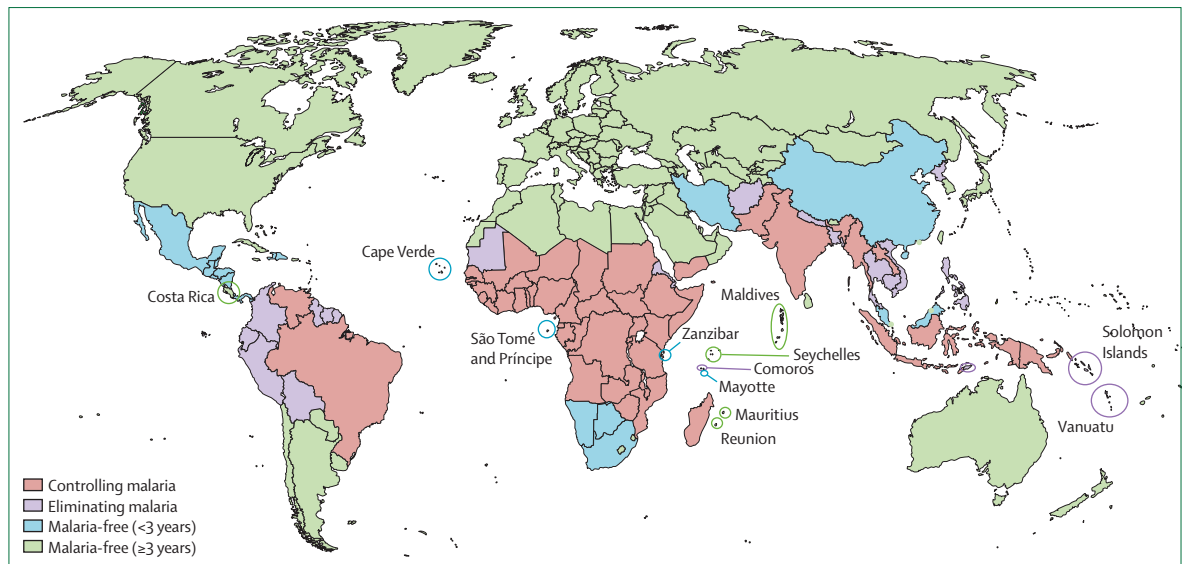 Cape Verde
Costa Rica
São Tomé
and Príncipe
Maldives
Zanzibar
Seychelles
Comoros
Mayotte
Mauritius
Reunion
Solomon
Islands
Vanuatu
Controlling malaria
Eliminating malaria
Malaria-free (<3 years)
Malaria-free (≥3 years)